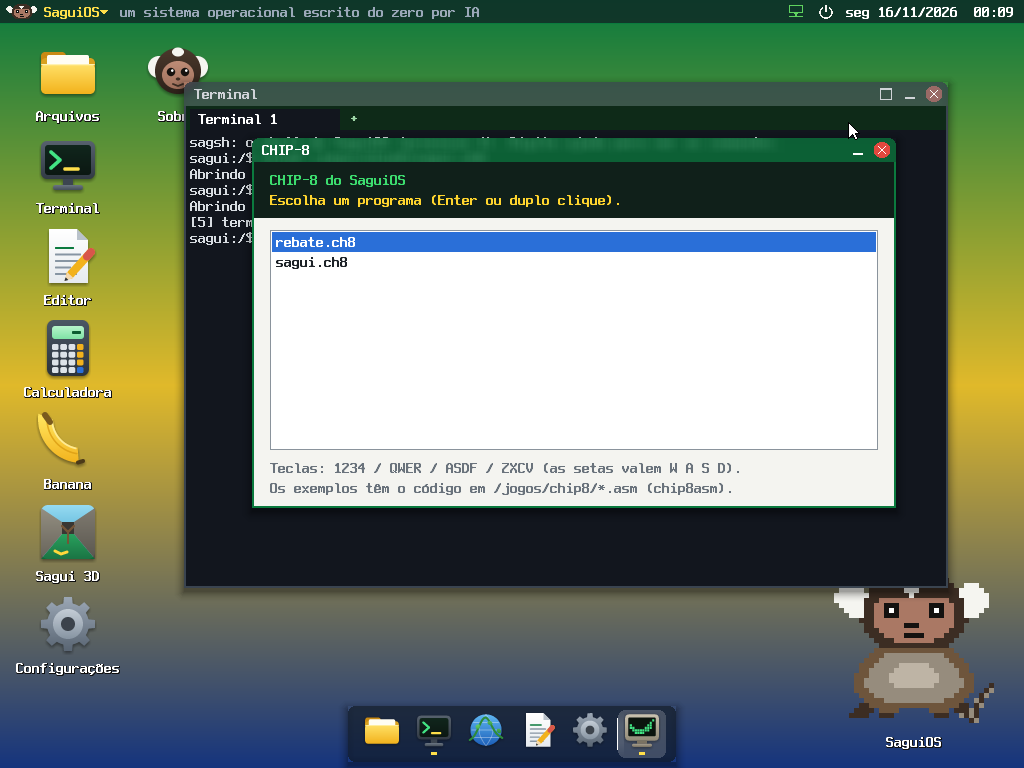 SaguiOS um sistema operacional escrito do zero por IA
seg 16/11/2026 00:09
Arquivos
Terminal
Editor
Calculadora
Banana
Sagui 3D
Configurações
Terminal
Terminal 1 +
sagsh:
sagui:/$
Abrindo
sagui:/$
Abrindo
[5]
sagui:/$
CHIP-8
CHIP-8 do SaguiOS
Escolha um programa (Enter ou duplo clique).
rebate.ch8
sagui.ch8
Teclas: 1234 / QWER / ASDF / ZXCV (as setas valem W A S D).
Os exemplos têm o código em /jogos/chip8/*.asm (chip8asm).
SaguiOS